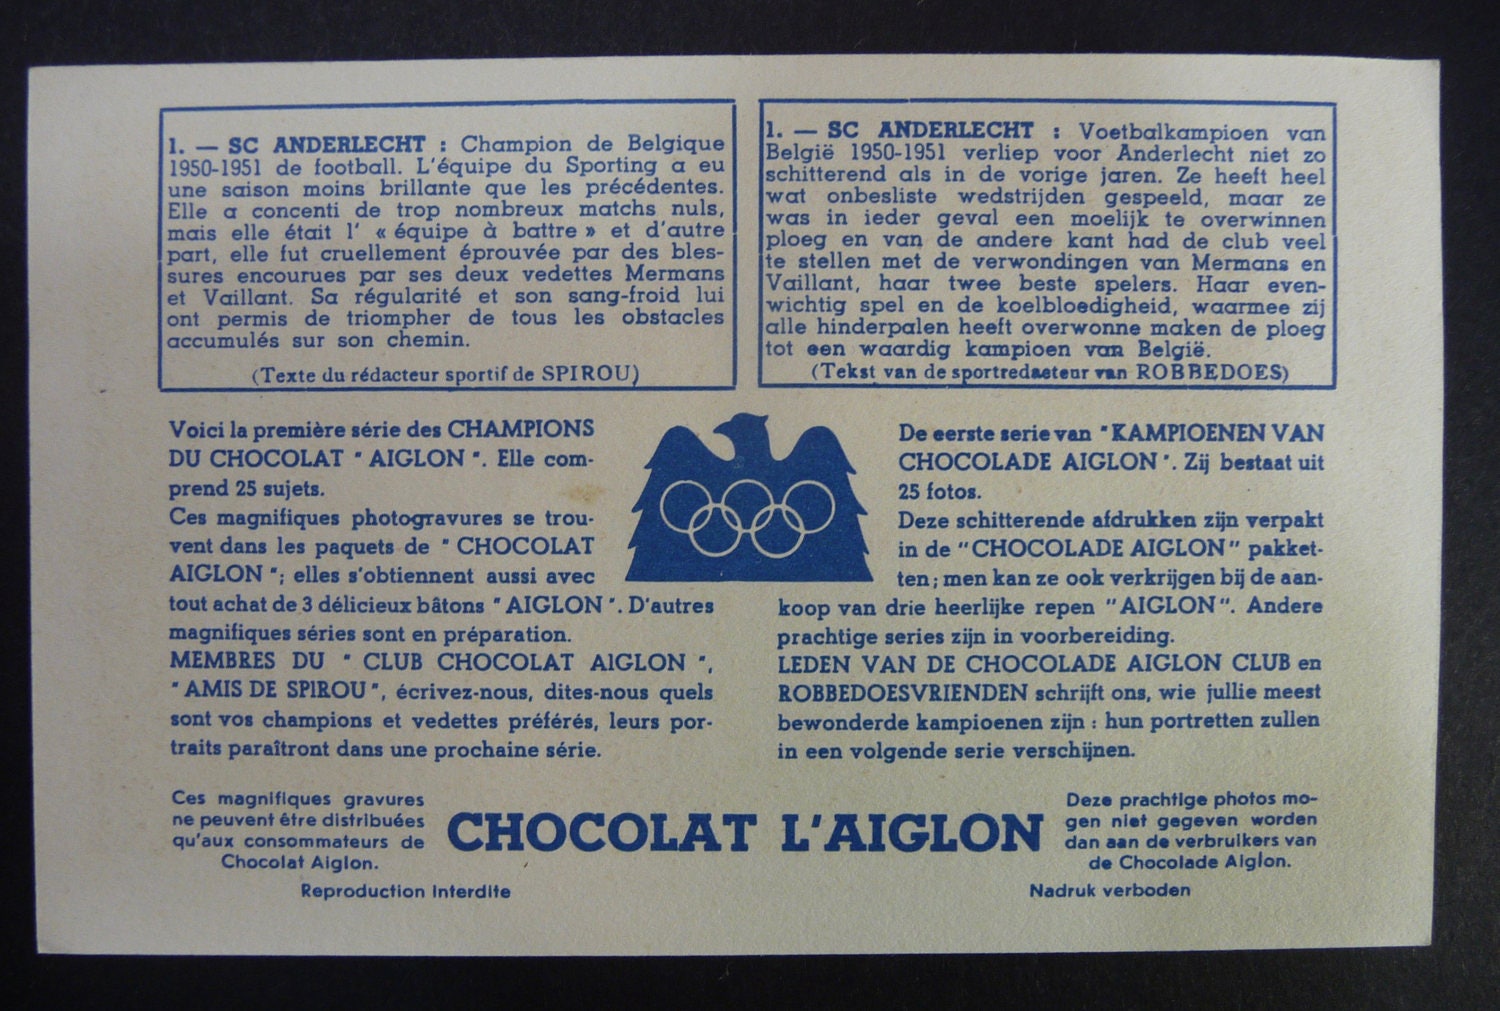 1. — SC ANDERLECHT : Champion de Belgique
1950-1951 de football. L'équipe du Sporting a eu
une saison moins brillante que les précédentes.
Elle a concenti de trop nombreux matchs nuls,
mais elle était l' « équipe à battre » et d'autre
part, elle fut cruellement éprouvée par des bles-
sures encourues par ses deux vedettes Mermans
et Vaillant. Sa régularité et son sang-froid lui
ont permis de triompher de tous les obstacles
accumulés sur son chemin.
(Texte du rédacteur sportif de SPIROU)
1. — SC ANDERLECHT : Voetbalkampioen van
België 1950-1951 verliep voor Anderlecht niet zo
schitterend als in de vorige jaren. Ze heeft heel
wat onbesliste wedstrijden gespeeld, maar ze
was in ieder geval een moelijk te overwinnen
ploeg en van de andere kant had de club veel
te stellen met de verwondingen van Mermans en
Vaillant, haar twee beste spelers. Haar even-
wichtig spel en de koelbloedigheid, waarmee zij
alle hinderpalen heeft overwonne maken de ploeg
tot een waardig kampioen van België.
(Tekst van de sportredacteur van ROBBEDOES)
Voici la première série des CHAMPIONS
DU CHOCOLAT " AIGLON ". Elle com-
prend 25 sujets.
Ces magnifiques photogravures se trou-
vent dans les paquets de " CHOCOLAT
AIGLON "; elles s'obtiennent aussi avec
tout achat de 3 délicieux bâtons " AIGLON ". D'autres
magnifiques séries sont en préparation.
MEMBRES DU " CLUB CHOCOLAT AIGLON ",
" AMIS DE SPIROU ", écrivez-nous, dites-nous quels
sont vos champions et vedettes préférés, leurs por-
traits paraîtront dans une prochaine série.
De eerste serie van "KAMPIOENEN VAN
CHOCOLADE AIGLON". Zij bestaat uit
25 fotos.
Deze schitterende afdrukken zijn verpakt
in de "CHOCOLADE AIGLON" pakket-
ten; men kan ze ook verkrijgen bij de aan-
koop van drie heerlijke repen "AIGLON". Andere
prachtige series zijn in voorbereiding.
LEDEN VAN DE CHOCOLADE AIGLON CLUB en
ROBBEDOESVRIENDEN schrijft ons, wie jullie meest
bewonderde kampioenen zijn : hun portretten zullen
in een volgende serie verschijnen.
Ces magnifiques gravures
ne peuvent être distribuées
qu'aux consommateurs de
Chocolat Aiglon.
Reproduction Interdite
CHOCOLAT L'AIGLON
Deze prachtige photos mo-
gen niet gegeven worden
dan aan de verbruikers van
de Chocolade Aiglon.
Nadruk verboden